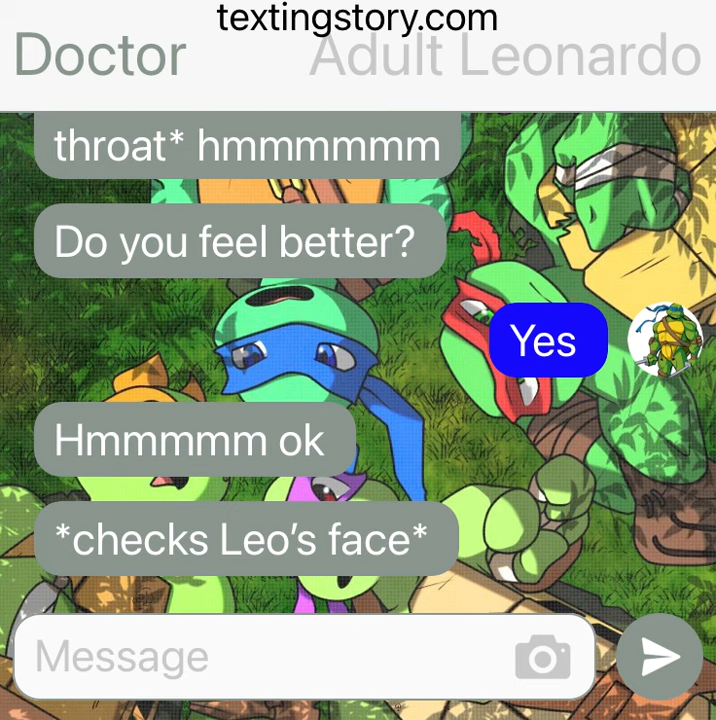 textingstory.com
Doctor
Adult Leonardo
throat* hmmmmmm
Do you feel better?
Yes
Hmmmmm ok
*checks Leo’s face*
Message